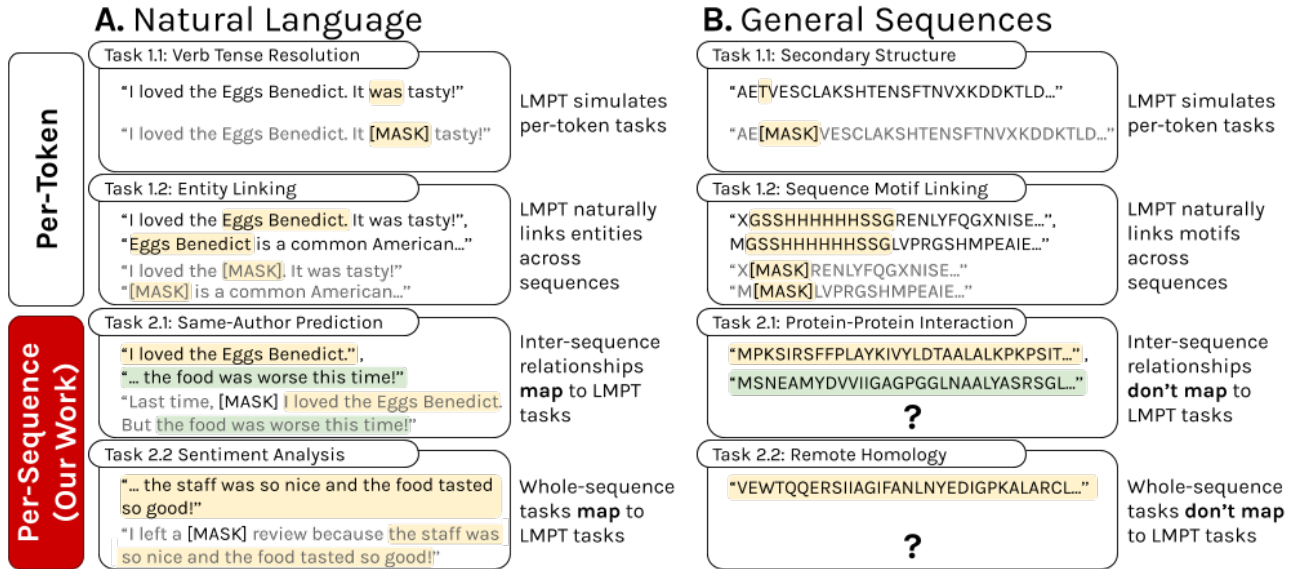 A. Natural Language
B. General Sequences
Per-Token
Task 1.1: Verb Tense Resolution
“I loved the Eggs Benedict. It was tasty!”
“I loved the Eggs Benedict. It [MASK] tasty!”
LMPT simulates
per-token tasks
Task 1.1: Secondary Structure
“AETVESCLAKSHTENSFTNVXKDDKTLD...”
“AE[MASK]VESCLAKSHTENSFTNVXKDDKTLD...”
LMPT simulates
per-token tasks
Task 1.2: Entity Linking
“I loved the Eggs Benedict. It was tasty!”,
“Eggs Benedict is a common American...”
“I loved the [MASK]. It was tasty!”
“[MASK] is a common American...”
LMPT naturally
links entities
across
sequences
Task 1.2: Sequence Motif Linking
“XGSSHHHHHHSSGRENLYFQGXNISE...”,
MGSSHHHHHHSSGLVPRGSHMPEAIE...”
“X[MASK]RENLYFQGXNISE...”
“M[MASK]LVPRGSHMPEAIE...”
LMPT naturally
links motifs
across
sequences
Per-Sequence
(Our Work)
Task 2.1: Same-Author Prediction
“I loved the Eggs Benedict.”,
“... the food was worse this time!”
“Last time, [MASK] I loved the Eggs Benedict.
But the food was worse this time!”
Inter-sequence
relationships
map to LMPT
tasks
Task 2.1: Protein-Protein Interaction
“MPKSIRSFFPLAYKIVYLDTAALALKPKPSIT...”,
“MSNEAMYDVVIIGAGPGGLNAALYASRSGL...”
?
Inter-sequence
relationships
don’t map to
LMPT tasks
Task 2.2 Sentiment Analysis
“... the staff was so nice and the food tasted
so good!”
“I left a [MASK] review because the staff was
so nice and the food tasted so good!”
Whole-sequence
tasks map to
LMPT tasks
Task 2.2: Remote Homology
“VEWTQQERSIIAGIFANLNYEDIGPKALARCL...”
?
Whole-sequence
tasks don’t map
to LMPT tasks